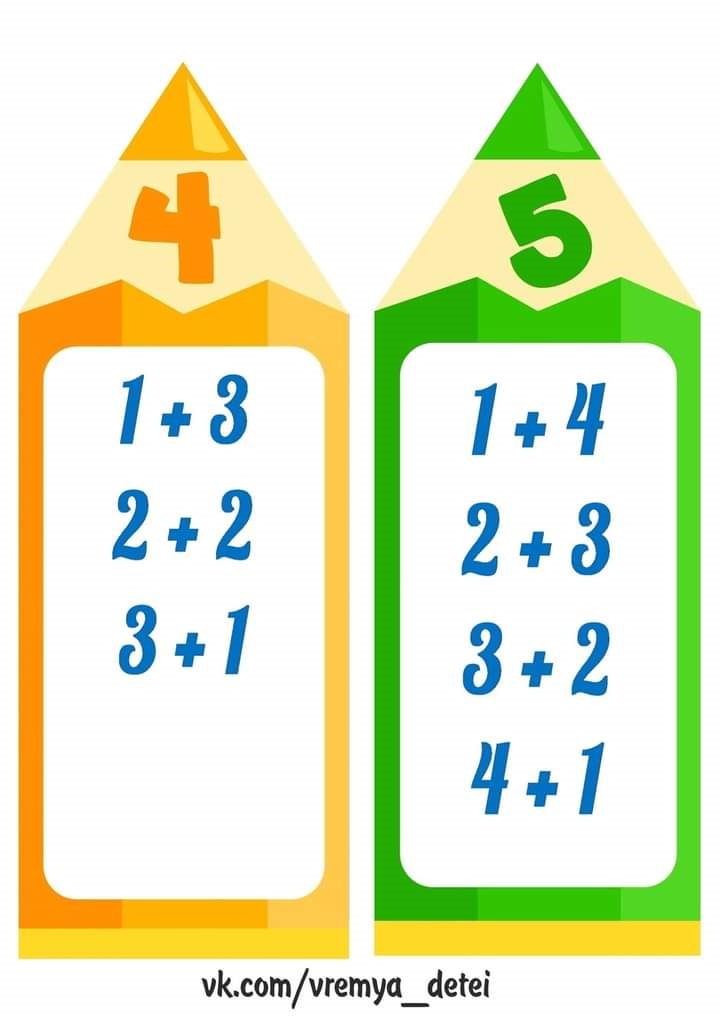 4
1 + 3
2 + 2
3 + 1
5
1 + 4
2 + 3
3 + 2
4 + 1
vk.com/vremya_detei